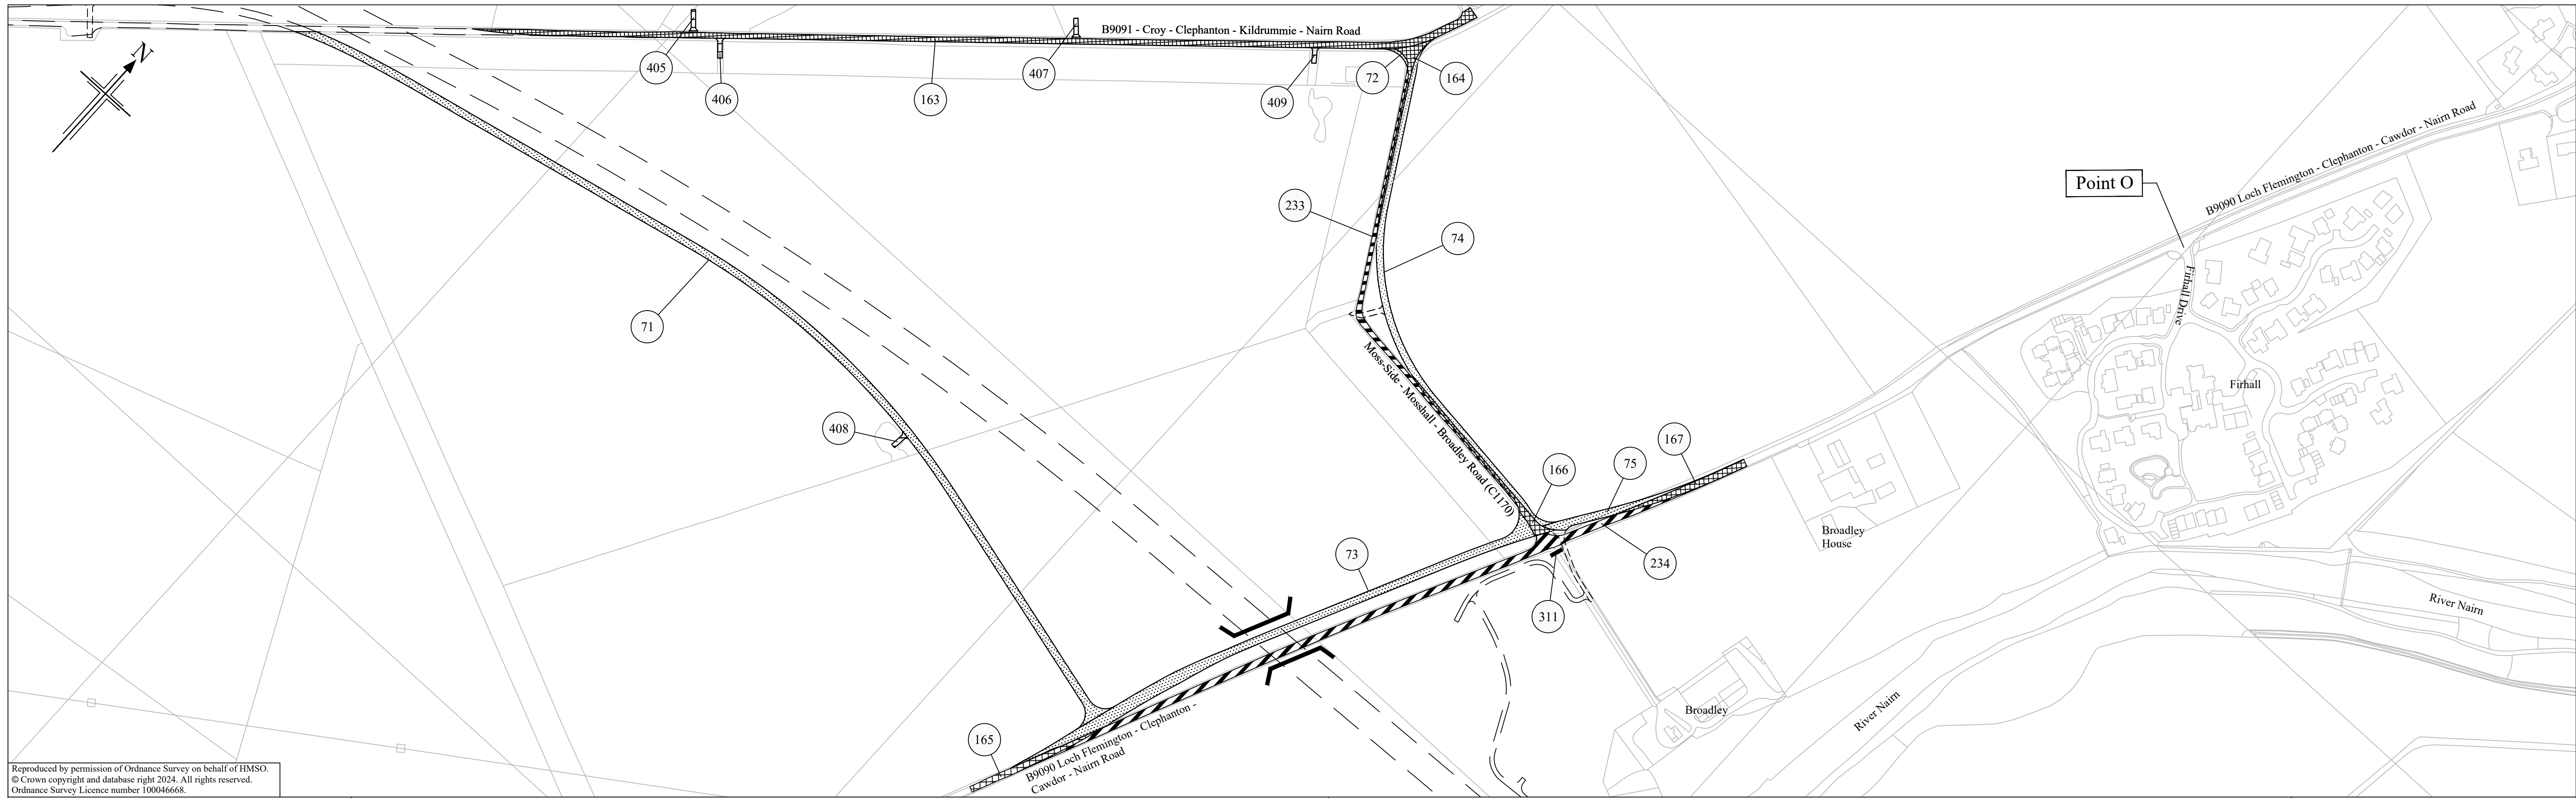 N
B9091 - Croy - Clephanton - Kildrummie - Nairn Road
405
406
163
407
409
72
164
B9090 Loch Flemington - Clephanton - Cawdor - Nairn Road
Point O
233
74
Firhall Drive
71
Moss-Side - Mosshall - Broadley Road (C1170)
Firhall
408
166
75
167
Broadley
House
73
234
311
River Nairn
River Nairn
Broadley
165
B9090 Loch Flemington - Clephanton -
Cawdor - Nairn Road
Reproduced by permission of Ordnance Survey on behalf of HMSO.
© Crown copyright and database right 2024. All rights reserved.
Ordnance Survey Licence number 100046668.